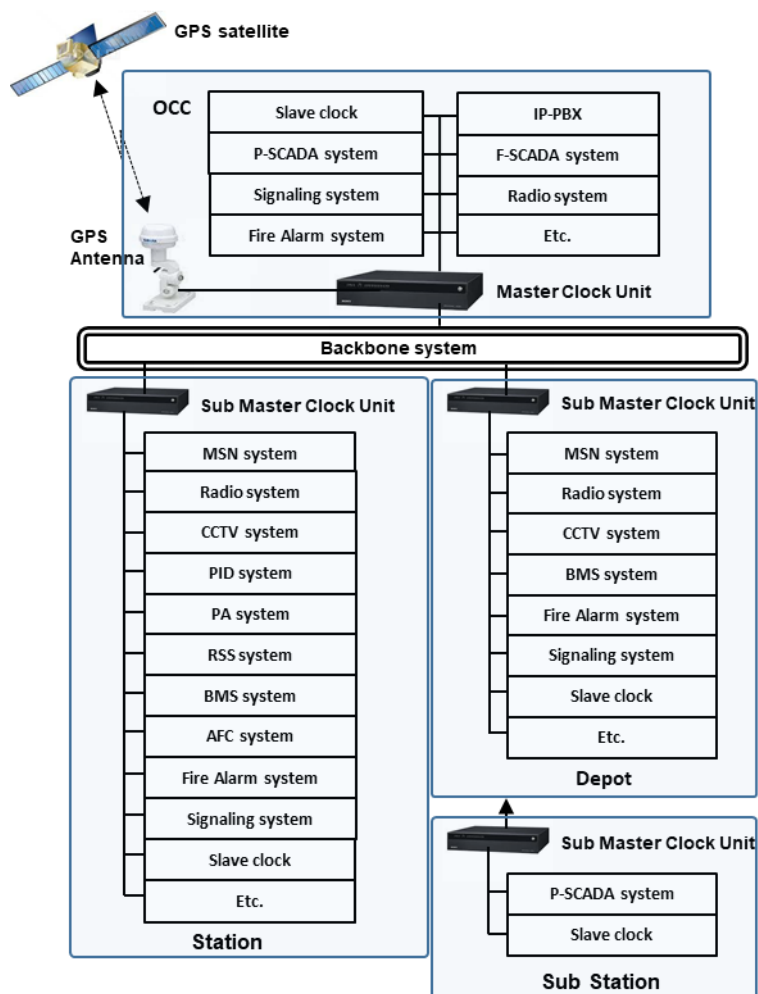 GPS satellite
OCC
Slave clock
P-SCADA system
Signaling system
Fire Alarm system
IP-PBX
F-SCADA system
Radio system
Etc.
GPS
Antenna
Master Clock Unit
Backbone system
Sub Master Clock Unit
MSN system
Radio system
CCTV system
PID system
PA system
RSS system
BMS system
AFC system
Fire Alarm system
Signaling system
Slave clock
Etc.
Station
Sub Master Clock Unit
MSN system
Radio system
CCTV system
BMS system
Fire Alarm system
Signaling system
Slave clock
Etc.
Depot
Sub Master Clock Unit
P-SCADA system
Slave clock
Sub Station